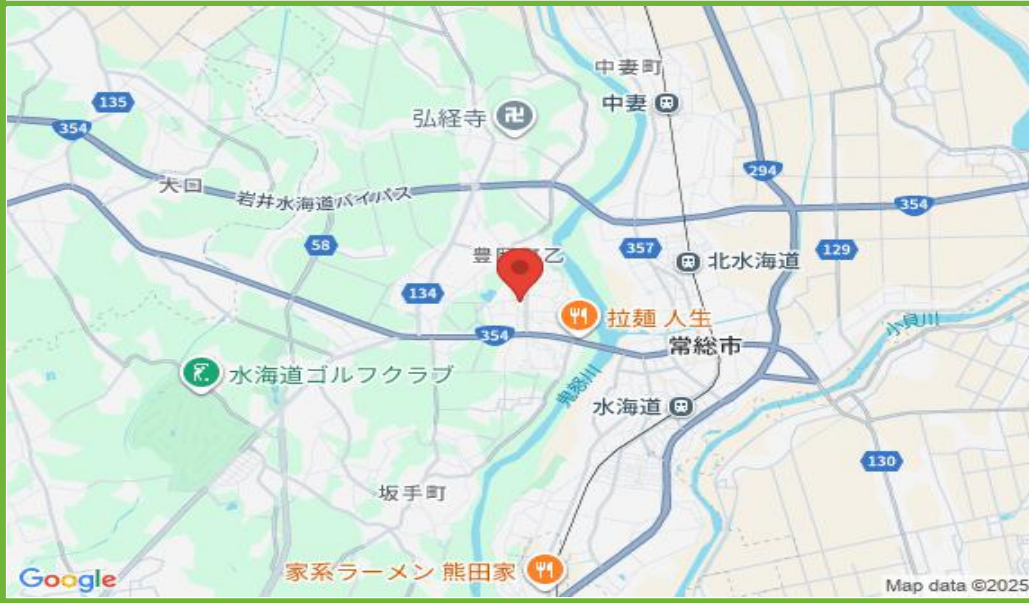 中妻町
中妻
135
弘経寺
354
294
大口
岩井水海道バイパス
354
58
357
129
豊
乙
北水海道
134
拉麺 人生
小貝川
354
常総市
水海道ゴルフクラブ
鬼怒川
水海道
130
坂手町
家系ラーメン 熊田家
Google
Map data ©2025